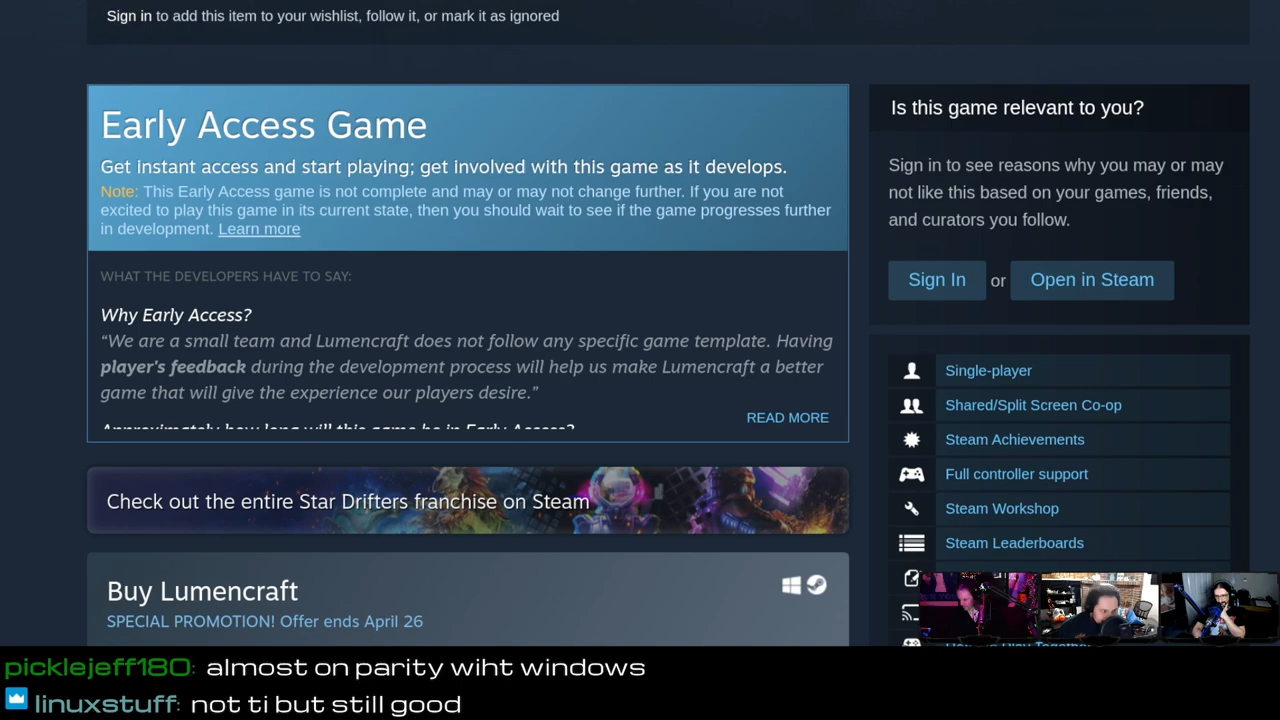 Sign in to add this item to your wishlist, follow it, or mark it as ignored
Early Access Game
Get instant access and start playing; get involved with this game as it develops.
Note: This Early Access game is not complete and may or may not change further. If you are not
excited to play this game in its current state, then you should wait to see if the game progresses further
in development. Learn more
WHAT THE DEVELOPERS HAVE TO SAY:
Why Early Access?
“We are a small team and Lumencraft does not follow any specific game template. Having
player's feedback during the development process will help us make Lumencraft a better
game that will give the experience our players desire.”
Approximately how long will this game be in Early Access?
READ MORE
Check out the entire Star Drifters franchise on Steam
Buy Lumencraft
SPECIAL PROMOTION! Offer ends April 26
Is this game relevant to you?
Sign in to see reasons why you may or may
not like this based on your games, friends,
and curators you follow.
Sign In or Open in Steam
Single-player
Shared/Split Screen Co-op
Steam Achievements
Full controller support
Steam Workshop
Steam Leaderboards
picklejeff180: almost on parity wiht windows
linuxstuff: not ti but still good